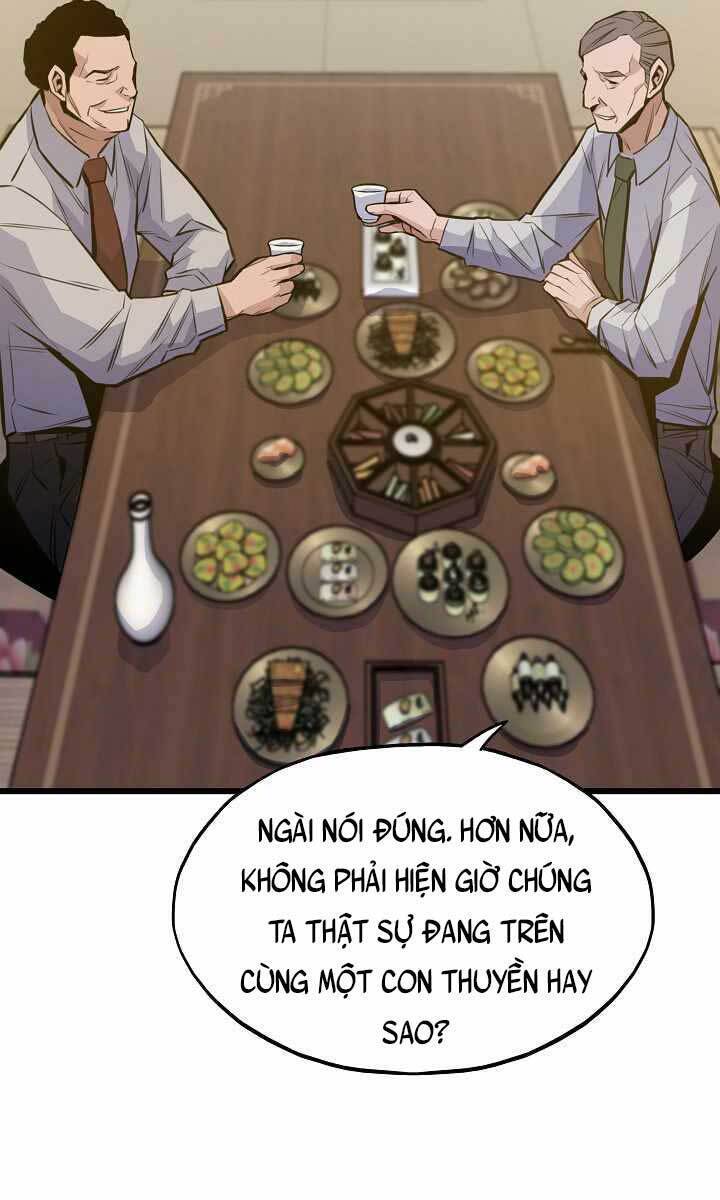 NGÀI NÓI ĐÚNG. HƠN NỮA,
KHÔNG PHẢI HIỆN GIỜ CHÚNG
TA THẬT SỰ ĐANG TRÊN
CÙNG MỘT CON THUYỀN HAY
SAO?